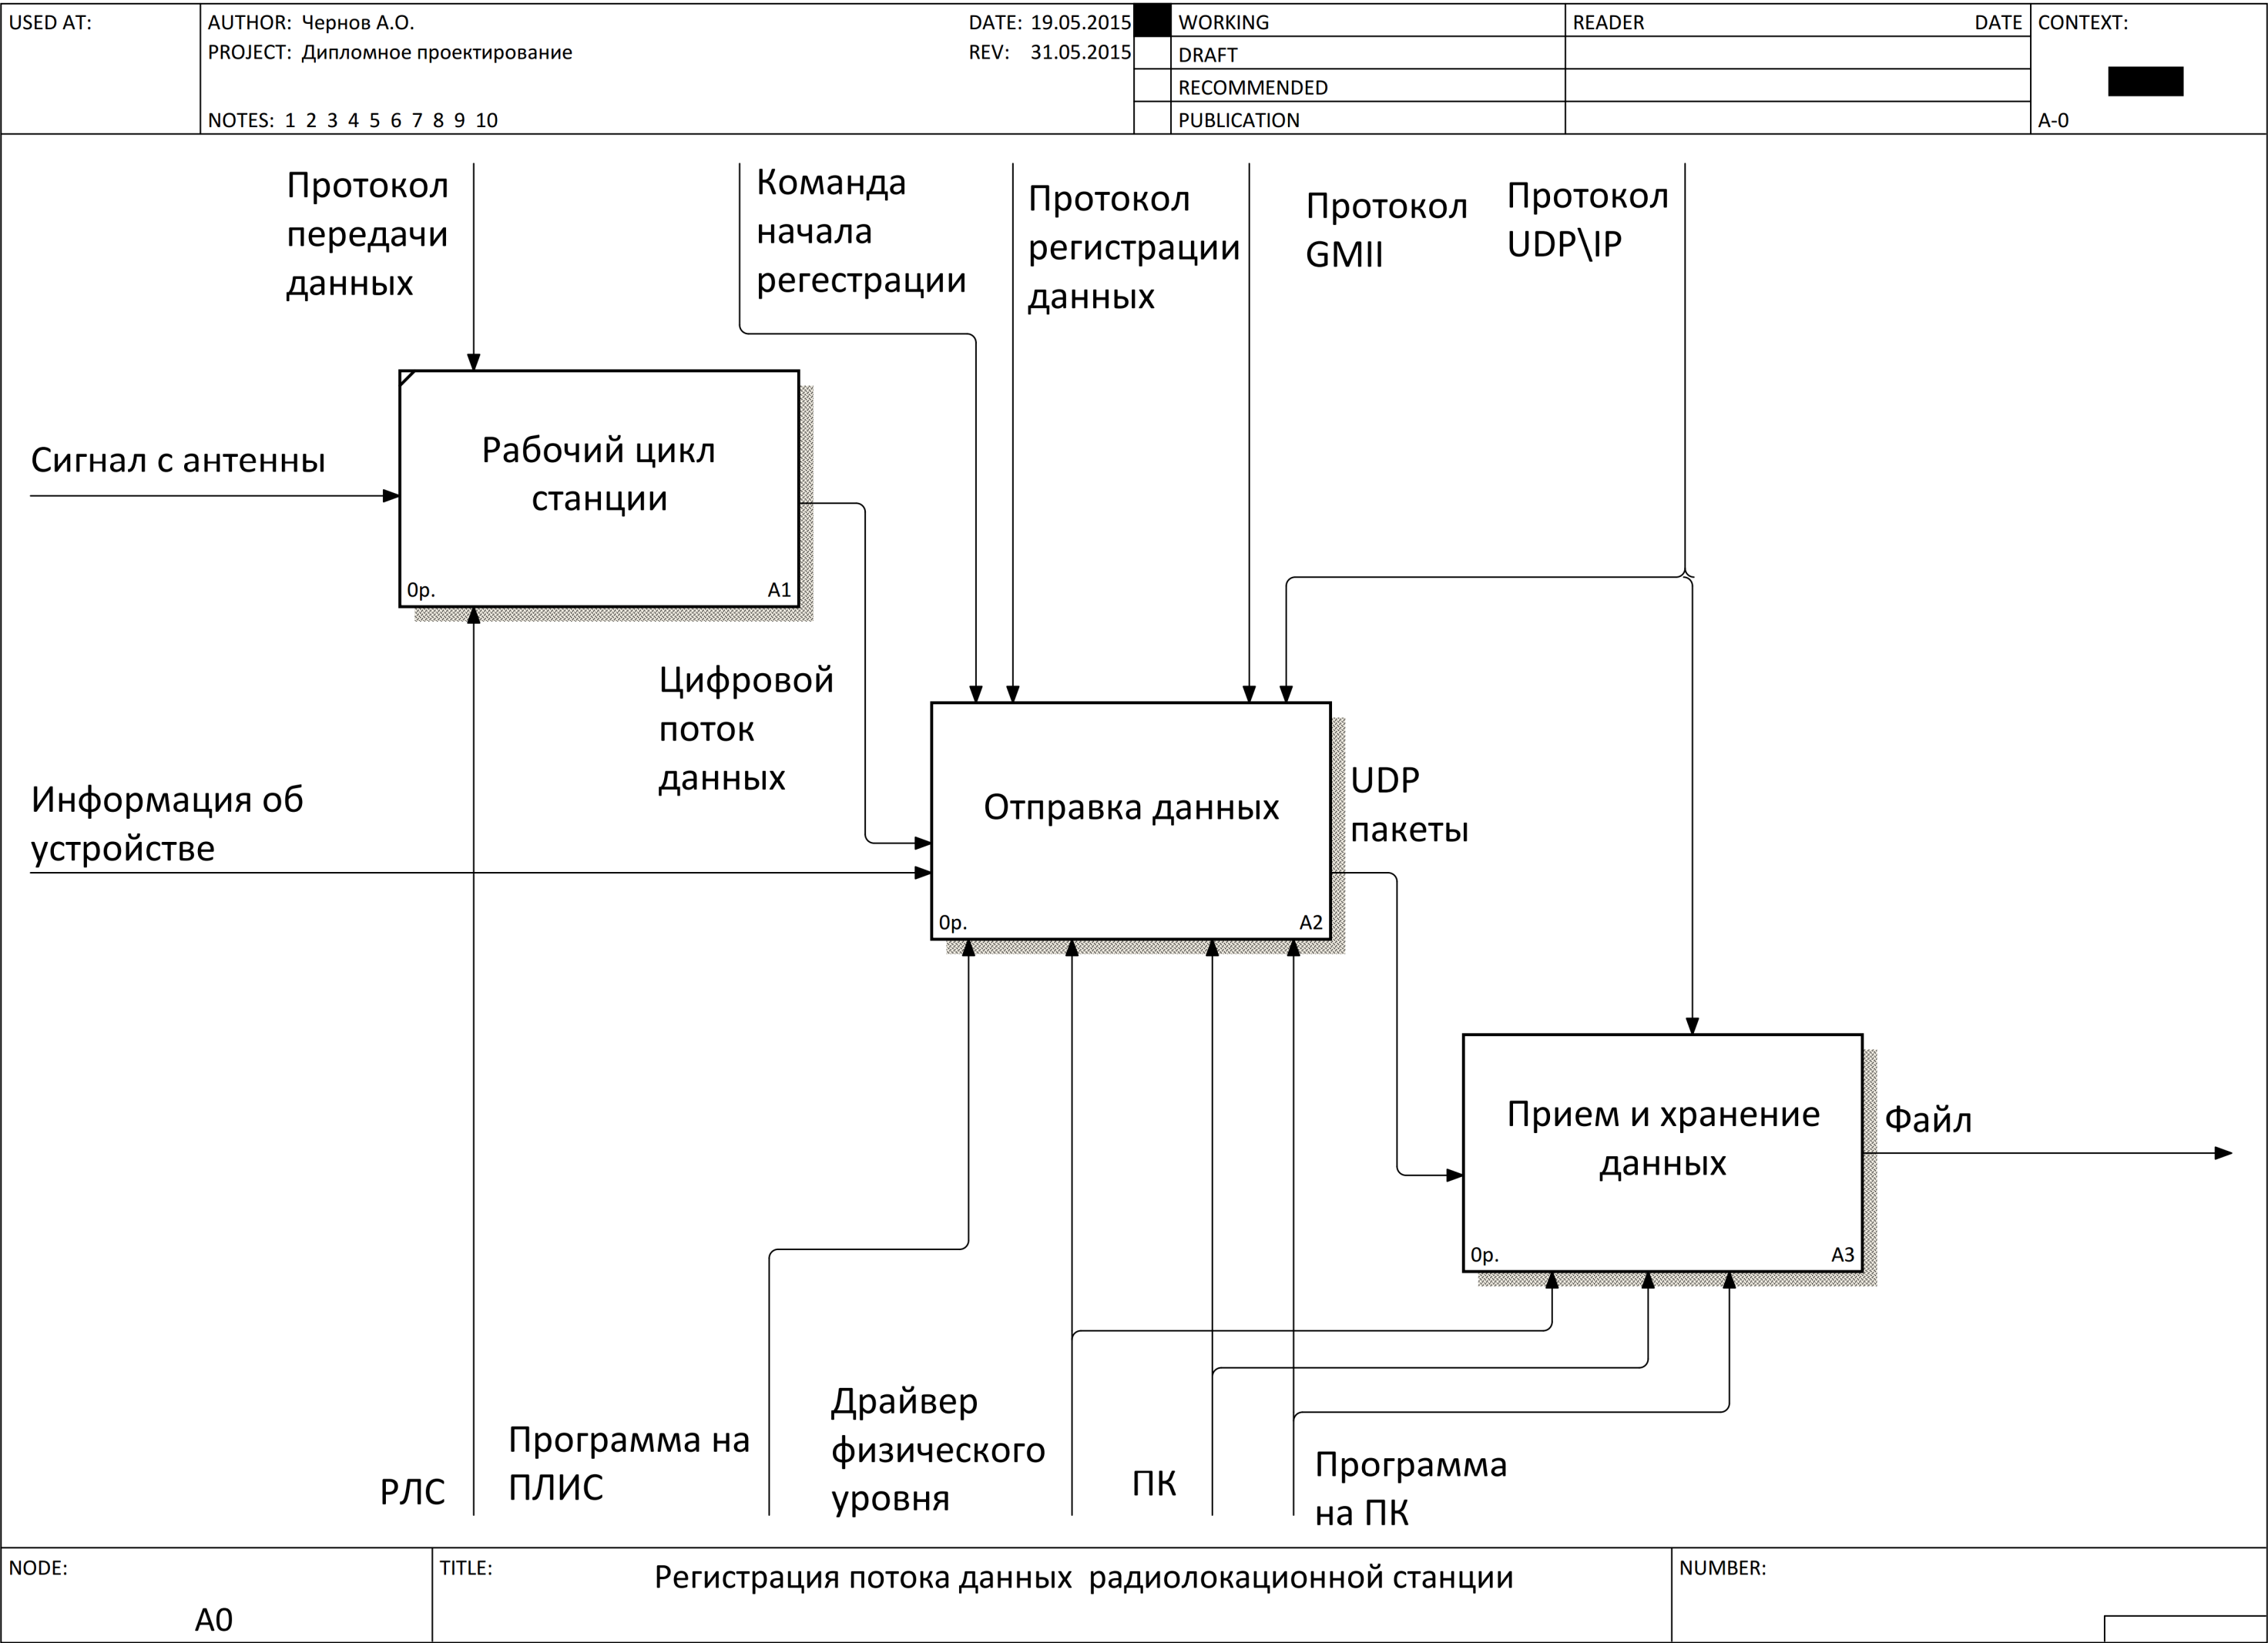 USED AT:
AUTHOR: Чернов А.О.
DATE: 19.05.2015
PROJECT: Дипломное проектирование
REV: 31.05.2015
NOTES: 1 2 3 4 5 6 7 8 9 10
WORKING
DRAFT
RECOMMENDED
PUBLICATION
READER DATE
CONTEXT:
A-0
Протокол
передачи
данных
Команда
начала
регестрации
Протокол
регистрации
данных
Протокол
GMII
Протокол
UDP\IP
Сигнал с антенны
Рабочий цикл
станции
0р. A1
Цифровой
поток
данных
Информация об
устройстве
Отправка данных
0р. A2
UDP
пакеты
Прием и хранение
данных
0р. A3
Файл
РЛС
Программа на
ПЛИС
Драйвер
физического
уровня
ПК
Программа
на ПК
NODE:
A0
TITLE:
Регистрация потока данных радиолокационной станции
NUMBER: